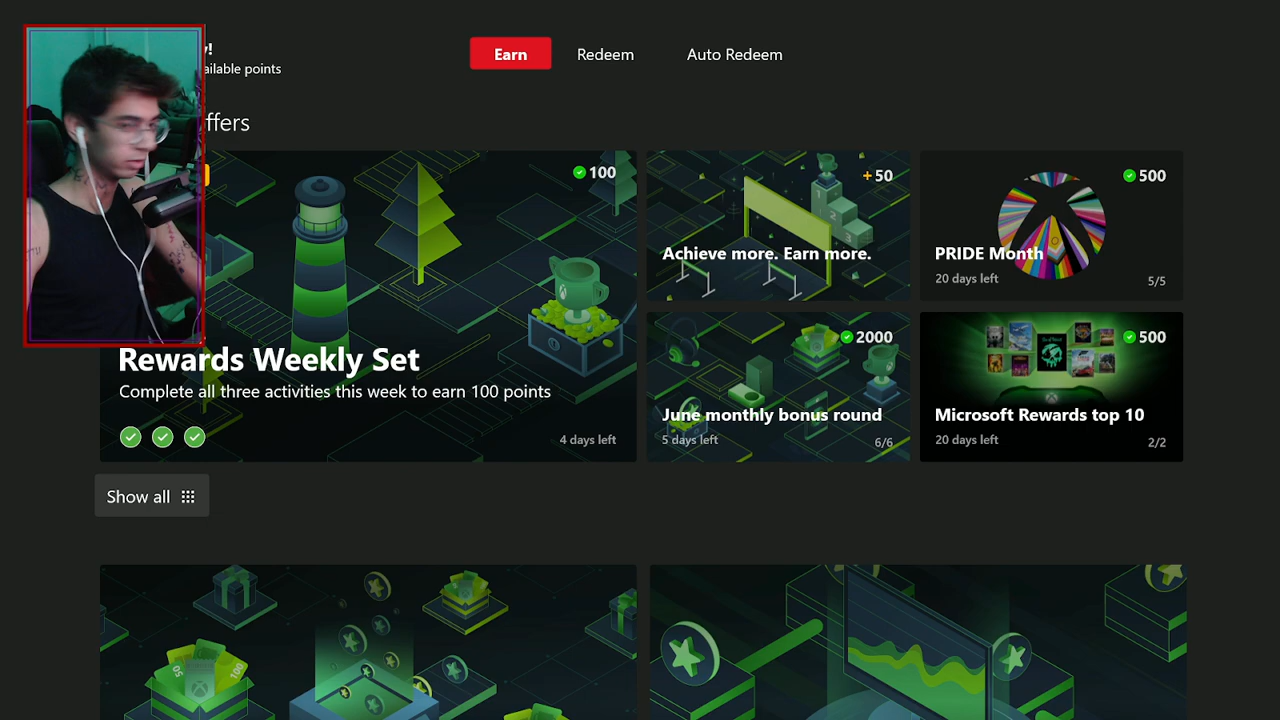 y!
ailable points
Earn
Redeem
Auto Redeem
ffers
100
Rewards Weekly Set
Complete all three activities this week to earn 100 points
4 days left
+50
Achieve more. Earn more.
500
PRIDE Month
20 days left
5/5
2000
June monthly bonus round
5 days left
6/6
500
Microsoft Rewards top 10
20 days left
2/2
Show all
50
100